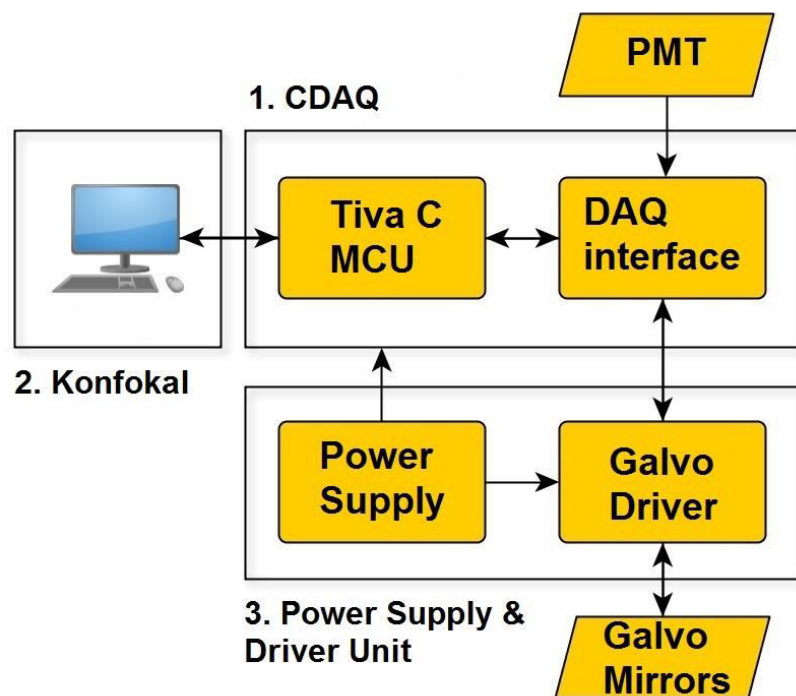 PMT
1. CDAQ
Tiva C
MCU
DAQ
interface
2. Konfokal
Power
Supply
Galvo
Driver
3. Power Supply &
Driver Unit
Galvo
Mirrors